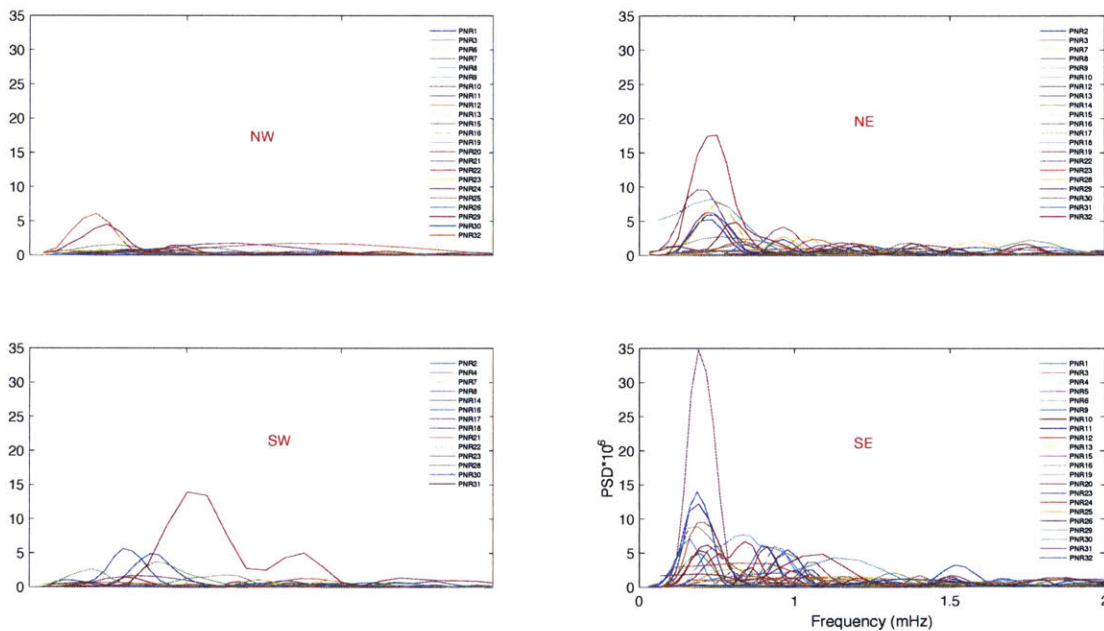 35
30
25
20
15
10
5
0
NW
PNR1
PNR3
PNR6
PNR7
PNR8
PNR9
PNR10
PNR11
PNR12
PNR13
PNR15
PNR16
PNR19
PNR20
PNR21
PNR22
PNR23
PNR24
PNR25
PNR26
PNR29
PNR30
PNR32
35
30
25
20
15
10
5
0
NE
PNR2
PNR3
PNR7
PNR8
PNR9
PNR10
PNR12
PNR13
PNR14
PNR15
PNR16
PNR17
PNR18
PNR19
PNR22
PNR23
PNR28
PNR29
PNR30
PNR31
PNR32
35
30
25
20
15
10
5
0
SW
PNR2
PNR4
PNR7
PNR8
PNR14
PNR16
PNR17
PNR18
PNR21
PNR22
PNR23
PNR28
PNR30
PNR31
35
30
25
20
15
10
5
0
PSD*10⁶
SE
PNR1
PNR3
PNR4
PNR5
PNR6
PNR9
PNR10
PNR11
PNR12
PNR13
PNR15
PNR16
PNR19
PNR20
PNR23
PNR24
PNR25
PNR26
PNR29
PNR30
PNR31
PNR32
0 1 1.5 2
Frequency (mHz)